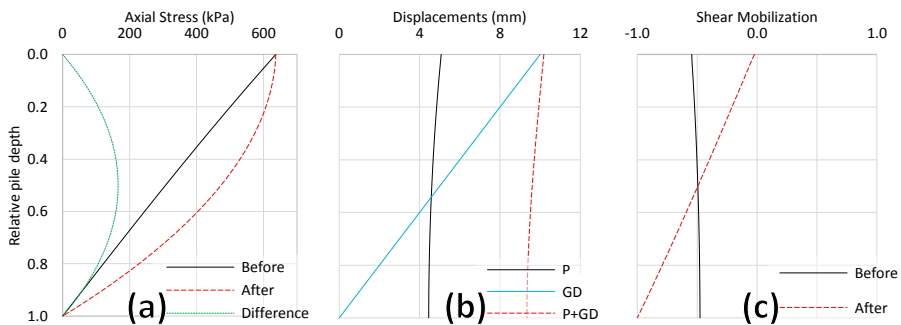 Axial Stress (kPa)
0 200 400 600
Relative pile depth
0.0
0.2
0.4
0.6
0.8
1.0
Before
After
Difference
(a)
Displacements (mm)
0 4 8 12
P
GD
P+GD
(b)
Shear Mobilization
-1.0 0.0 1.0
Before
After
(c)